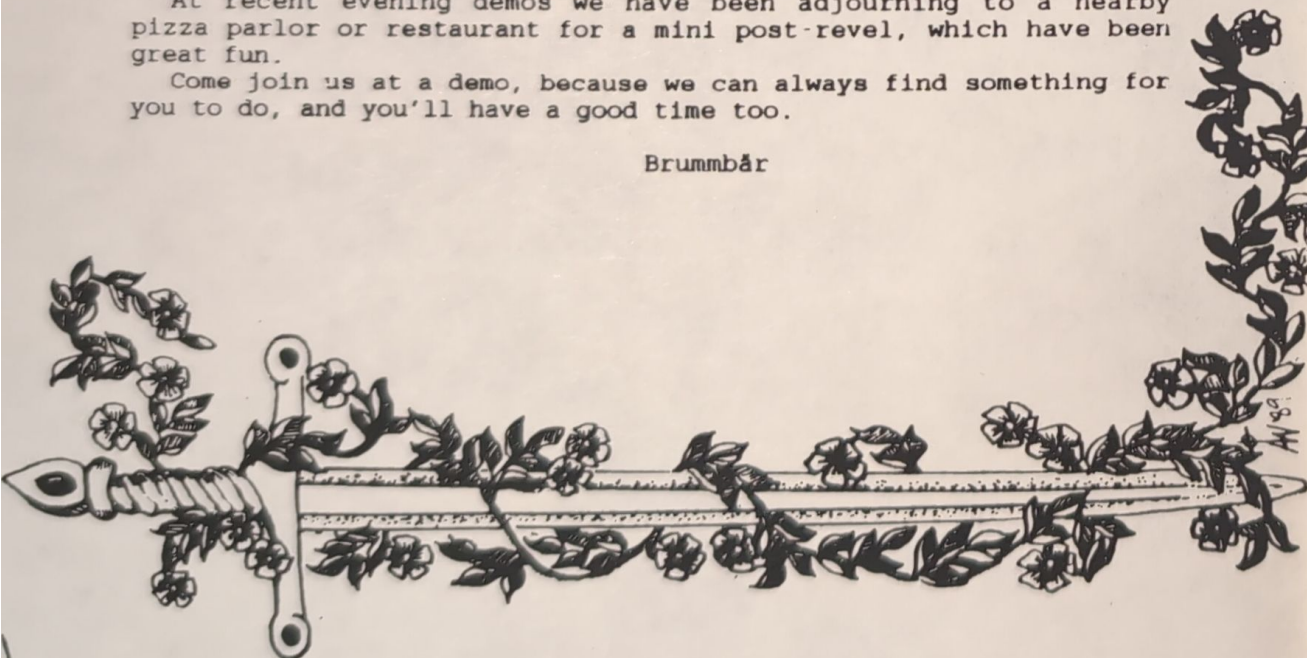 At recent evening demos we have been adjourning to a nearby
pizza parlor or restaurant for a mini post-revel, which have been
great fun.
Come join us at a demo, because we can always find something for
you to do, and you'll have a good time too.
Brummbär